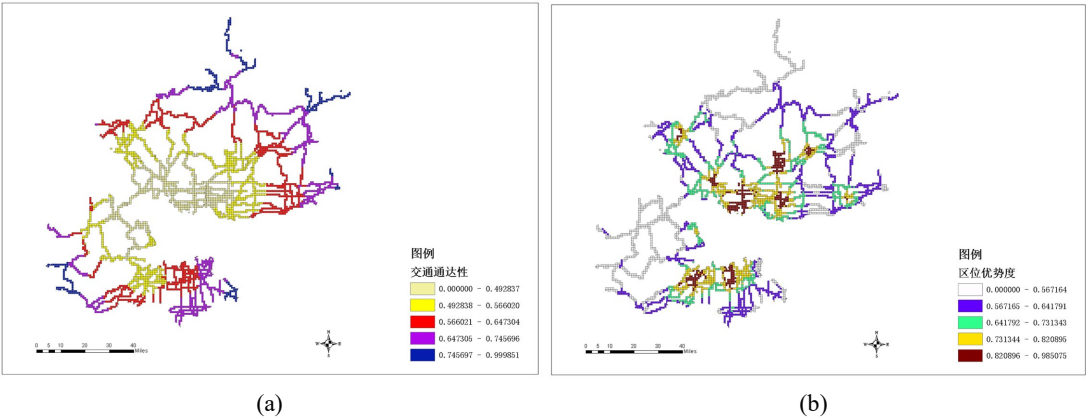 图例
交通通达性
0.000000 - 0.492837
0.492838 - 0.566020
0.566021 - 0.647304
0.647306 - 0.745696
0.745697 - 0.999851
N
W E
S
0 5 10 20 30 40
Miles
(a)
图例
区位优势度
0.000000 - 0.567164
0.567165 - 0.641791
0.641792 - 0.731343
0.731344 - 0.820895
0.820896 - 0.985075
N
W E
S
0 5 10 20 30 40
Miles
(b)